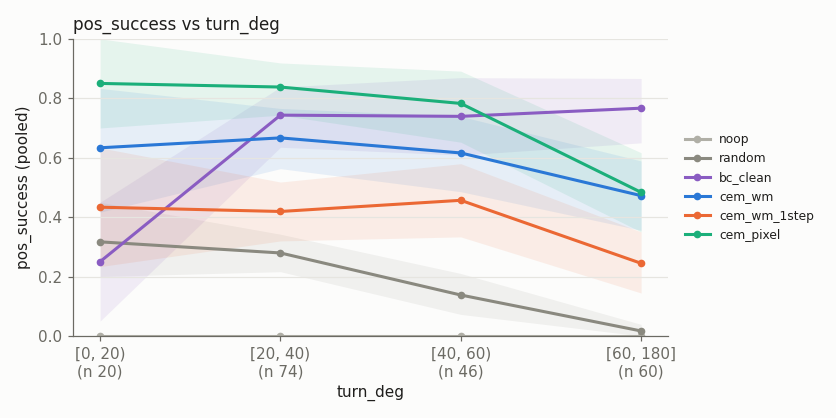 pos_success vs turn_deg
pos_success (pooled)
1.0
0.8
0.6
0.4
0.2
0.0
[0, 20)
(n 20)
[20, 40)
(n 74)
[40, 60)
(n 46)
[60, 180]
(n 60)
turn_deg
noop
random
bc_clean
cem_wm
cem_wm_1step
cem_pixel